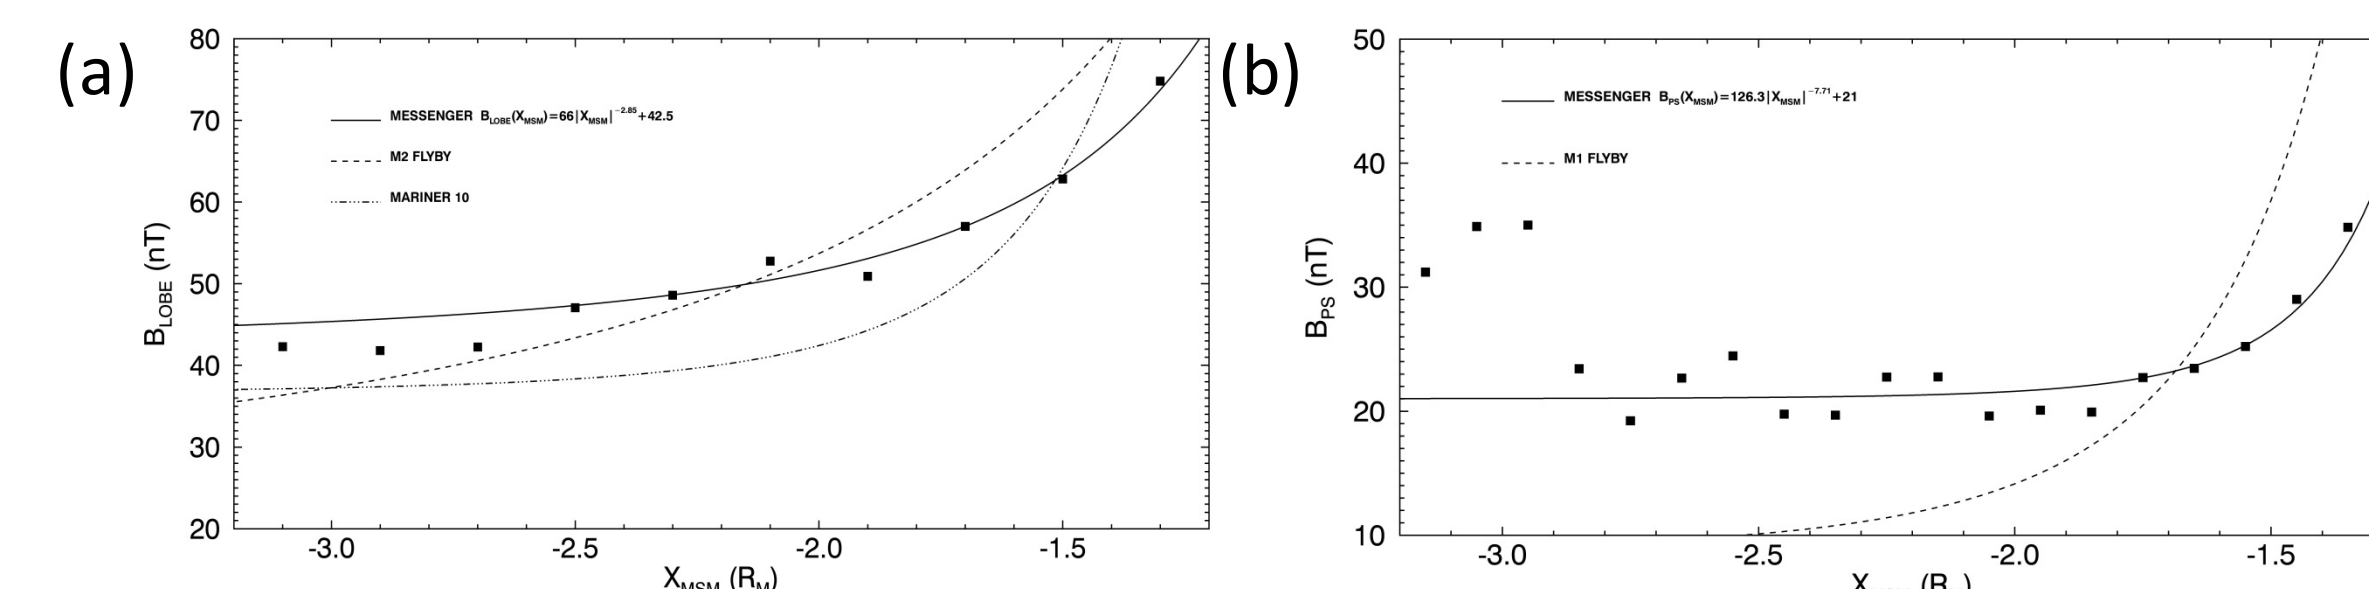 (a)
80
70
60
50
40
30
20
B_LOBE (nT)
MESSENGER B_LOBE(X_MSM)=66|X_MSM|^−2.85+42.5
M2 FLYBY
MARINER 10
-3.0 -2.5 -2.0 -1.5
X_MSM (R_M)
(b)
50
40
30
20
10
B_PS (nT)
MESSENGER B_PS(X_MSM)=126.3|X_MSM|^−7.71+21
M1 FLYBY
-3.0 -2.5 -2.0 -1.5
X (R )